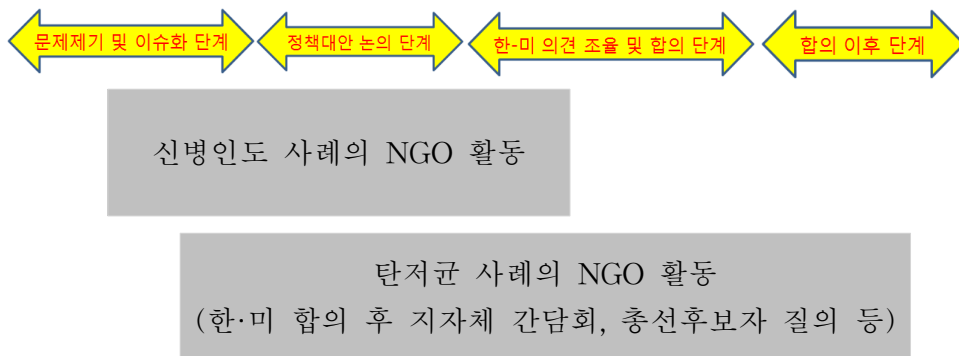 문제제기 및 이슈화 단계
정책대안 논의 단계
한-미 의견 조율 및 합의 단계
합의 이후 단계
신병인도 사례의 NGO 활동
탄저균 사례의 NGO 활동
(한·미 합의 후 지자체 간담회, 총선후보자 질의 등)